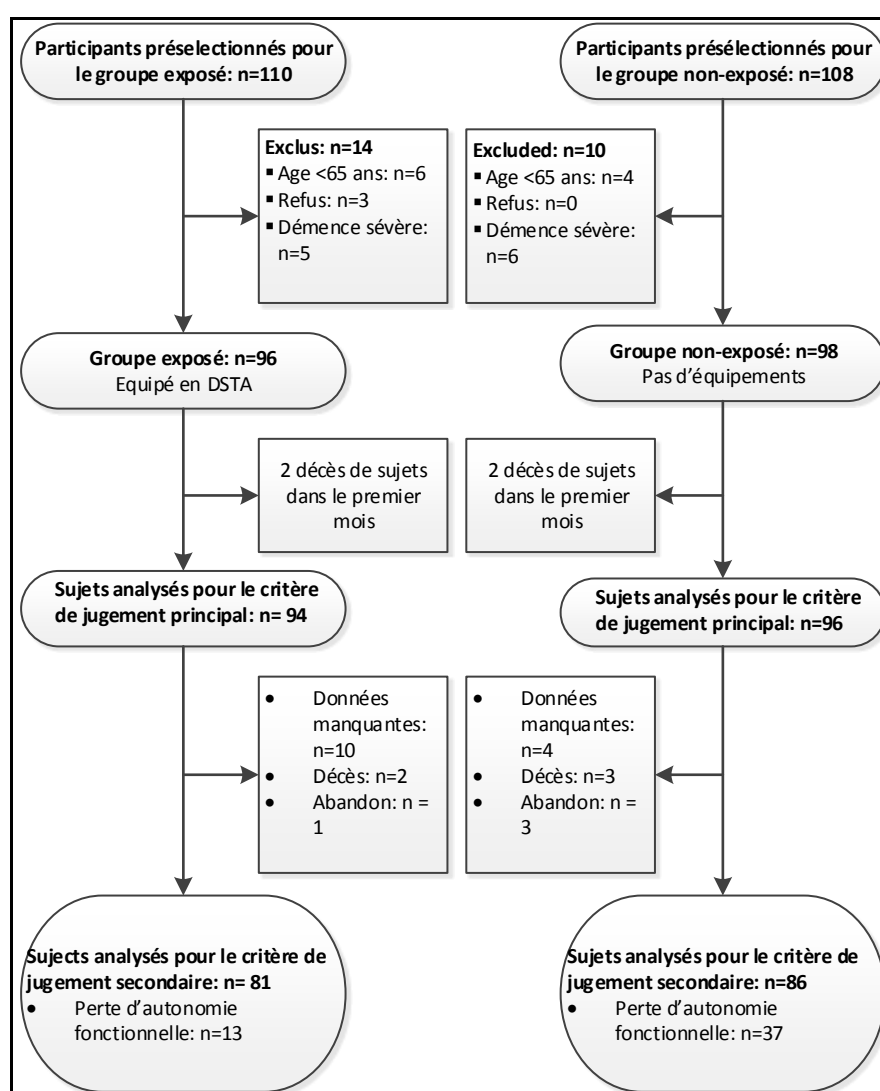 Participants préselectionnés pour
le groupe exposé: n=110
Participants présélectionnés pour
le groupe non-exposé: n=108
Exclus: n=14
▪ Age <65 ans: n=6
▪ Refus: n=3
▪ Démence sévère:
n=5
Excluded: n=10
▪ Age <65 ans: n=4
▪ Refus: n=0
▪ Démence sévère:
n=6
Groupe exposé: n=96
Equipé en DSTA
Groupe non-exposé: n=98
Pas d'équipements
2 décès de sujets
dans le premier
mois
2 décès de sujets
dans le premier
mois
Sujets analysés pour le critère
de jugement principal: n= 94
Sujets analysés pour le critère
de jugement principal: n=96
• Données
manquantes:
n=10
• Décès: n=2
• Abandon: n =
1
• Données
manquantes:
n=4
• Décès: n=3
• Abandon: n =
3
Sujects analysés pour le critère de
jugement secondaire: n= 81
• Perte d'autonomie
fonctionnelle: n=13
Sujets analysés pour le critère de
jugement secondaire: n=86
• Perte d'autonomie
fonctionnelle: n=37